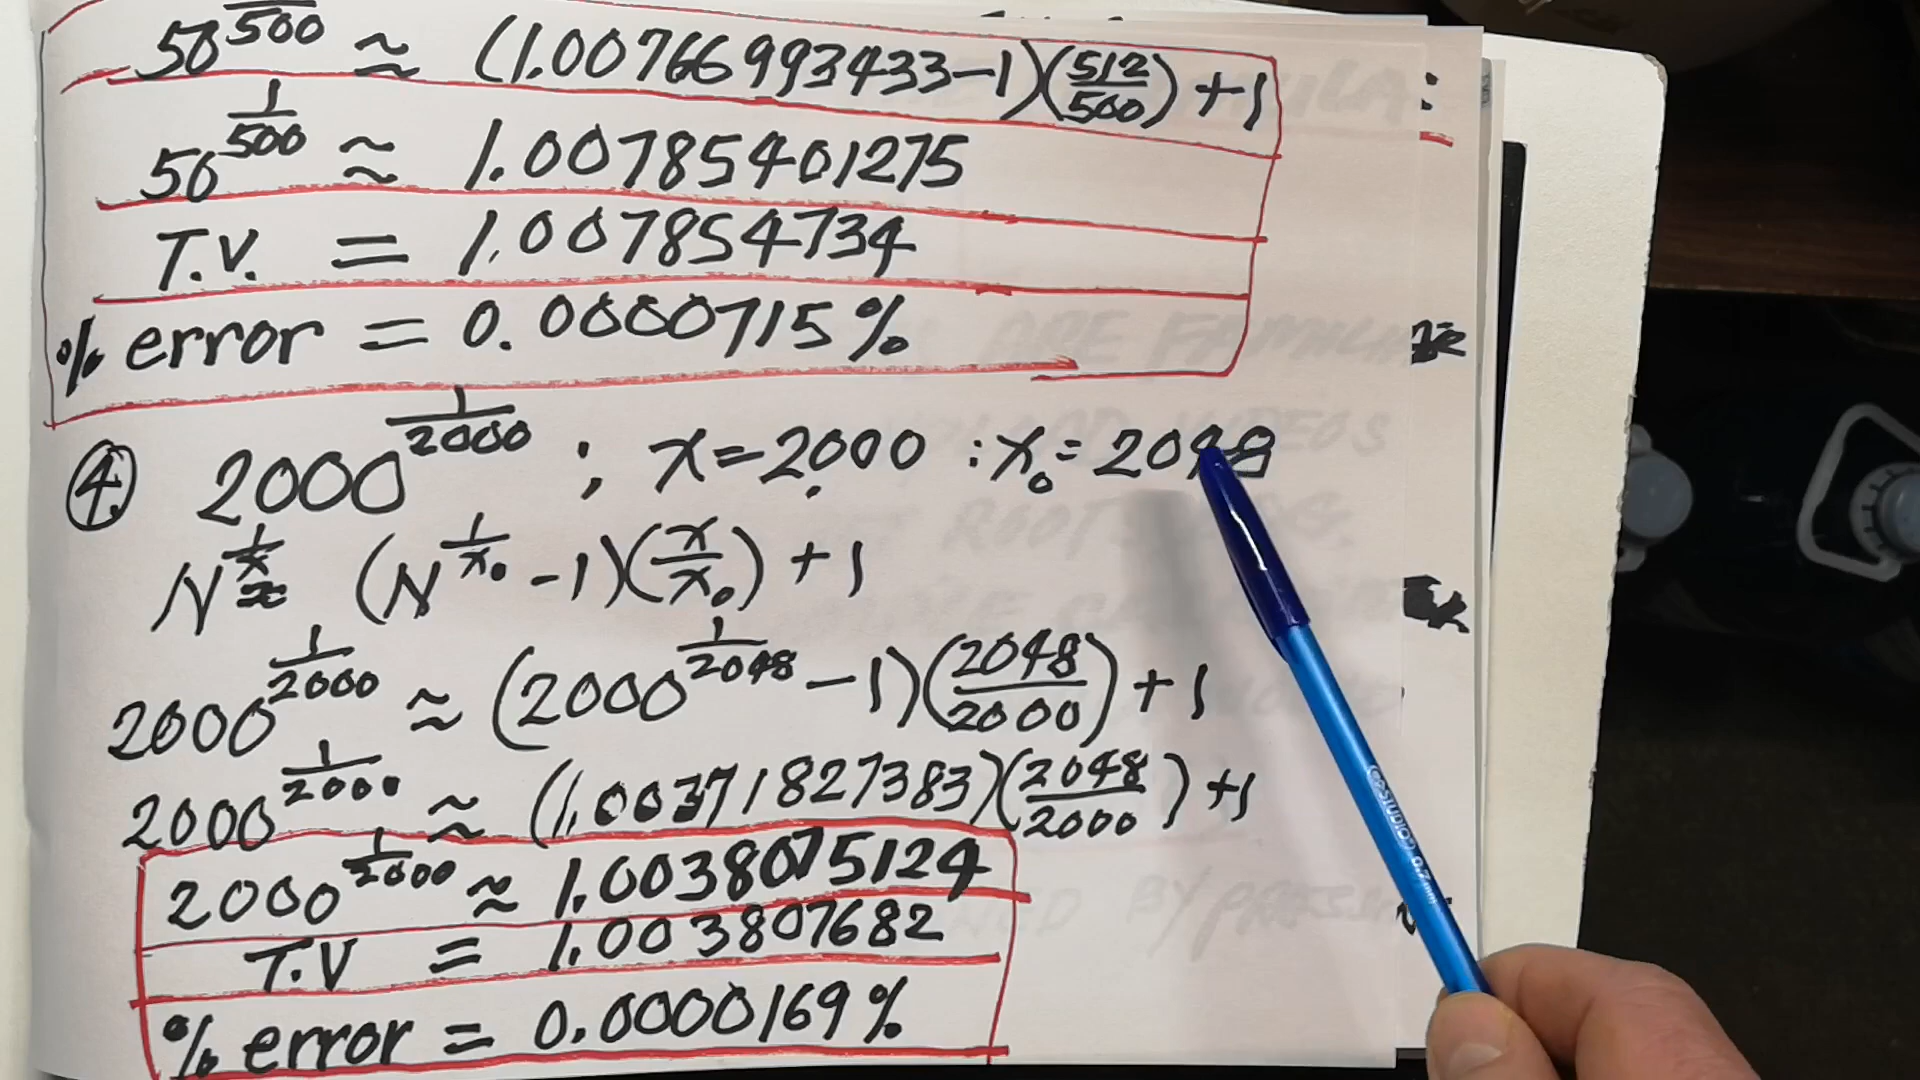 50^(1/500) ≈ (1.00766993433-1)(512/500)+1
50^(1/500) ≈ 1.00785401275
T.V. = 1.007854734
% error = 0.0000715%
④ 2000^(1/2000) ; x=2000 : x₀=2048
N^(1/x) ≈ (N^(1/x₀) -1)(x/x₀)+1
2000^(1/2000) ≈ (2000^(1/2048) -1)(2048/2000)+1
2000^(1/2000) ≈ (1.00371827383)(2048/2000)+1
2000^(1/2000) ≈ 1.0038075124
T.V = 1.003807682
% error = 0.0000169%